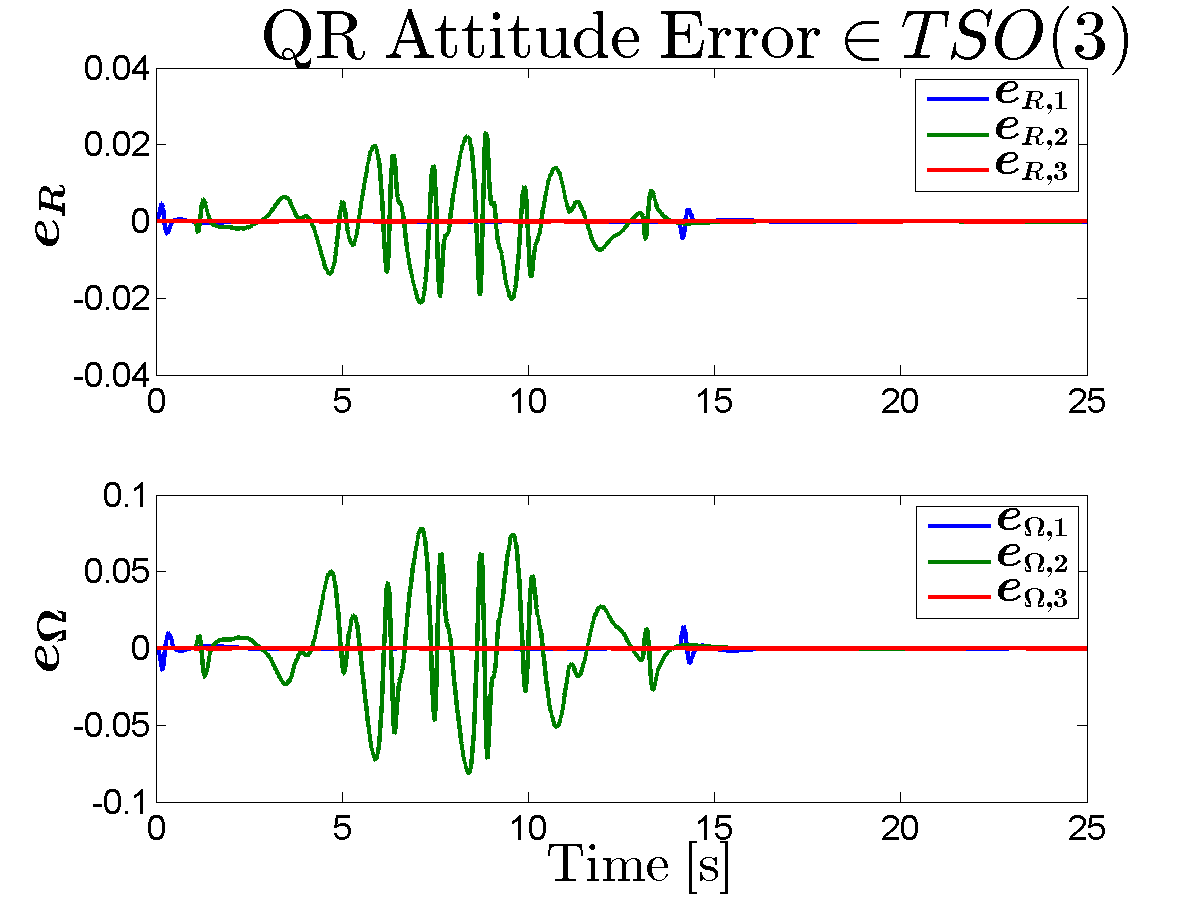 QR Attitude Error ∈ TSO(3)
0.04
0.02
0
-0.02
-0.04
e_R
e_{R,1}
e_{R,2}
e_{R,3}
0 5 10 15 20 25
0.1
0.05
0
-0.05
-0.1
e_Ω
e_{Ω,1}
e_{Ω,2}
e_{Ω,3}
0 5 10 15 20 25
Time [s]